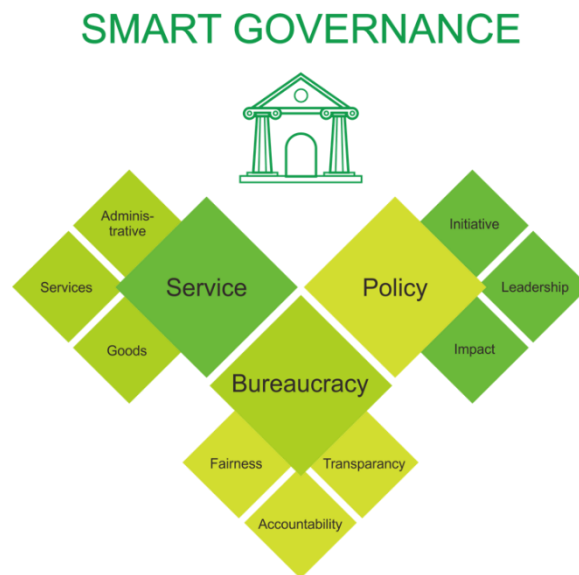 SMART GOVERNANCE
Adminis-
trative
Services
Goods
Service
Policy
Initiative
Leadership
Impact
Bureaucracy
Fairness
Transparancy
Accountability